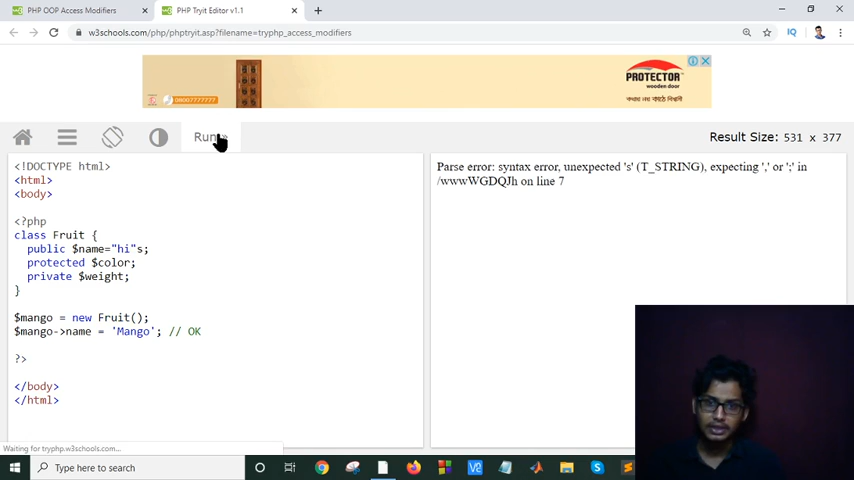 PHP OOP Access Modifiers
PHP Tryit Editor v1.1
w3schools.com/php/phptryit.asp?filename=tryphp_access_modifiers
IQ
08007777777
PROTECTOR
wooden door
Run »
Result Size: 531 x 377
<!DOCTYPE html>
<html>
<body>
<?php
class Fruit {
public $name="hi"s;
protected $color;
private $weight;
}
$mango = new Fruit();
$mango->name = 'Mango'; // OK
?>
</body>
</html>
Parse error: syntax error, unexpected 's' (T_STRING), expecting ',' or ';' in
/wwwWGDQJh on line 7
Waiting for tryphp.w3schools.com...
Type here to search